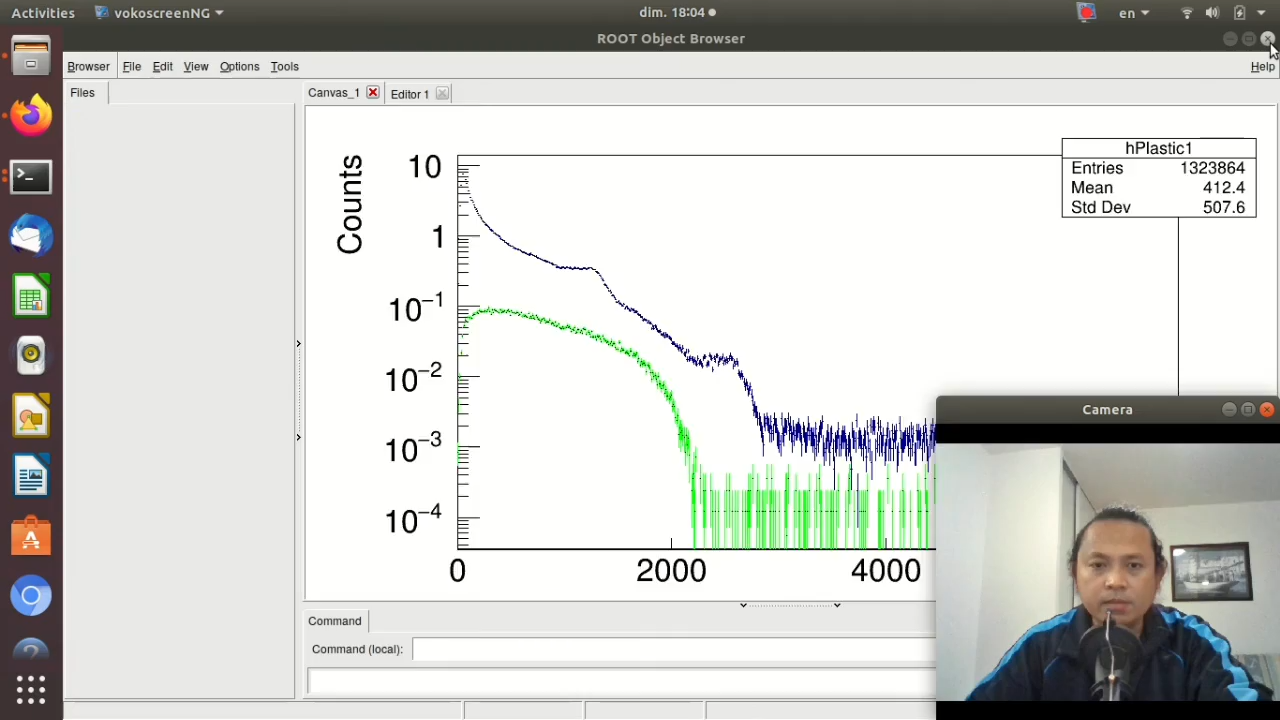 Activities
vokoscreenNG
dim. 18:04
en
ROOT Object Browser
Browser File Edit View Options Tools
Help
Files
Canvas_1
Editor 1
Counts
10
1
10⁻¹
10⁻²
10⁻³
10⁻⁴
0 2000 4000
hPlastic1
Entries 1323864
Mean 412.4
Std Dev 507.6
Camera
Command
Command (local):